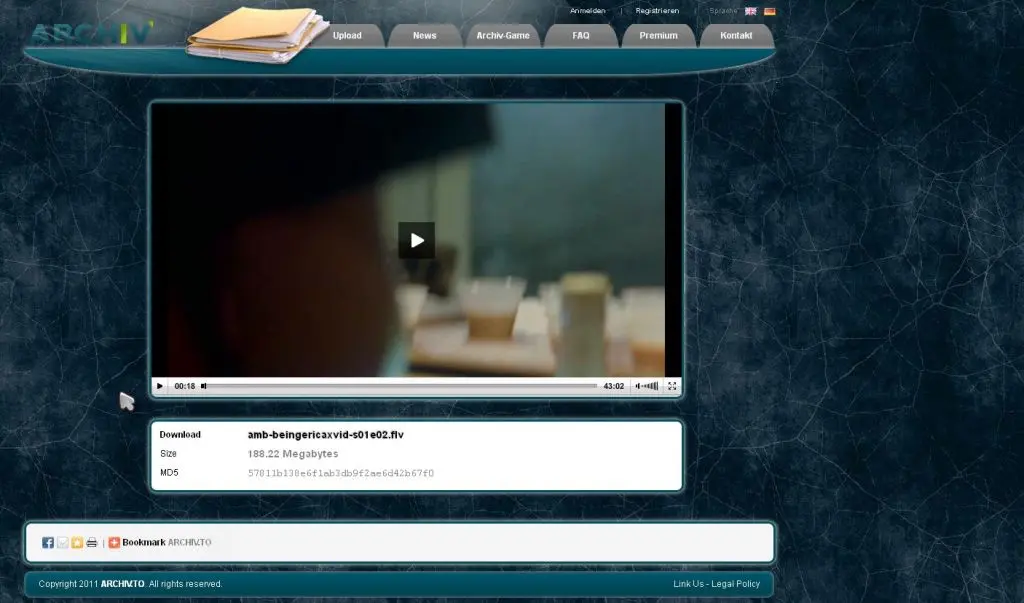 Anmelden | Registrieren | Sprache
ARCHIV
Upload News Archiv-Game FAQ Premium Kontakt
00:18 43:02
Download amb-beingericaxvid-s01e02.flv
Size 188.22 Megabytes
MD5 57811b138e6f1ab3db9f2ae6d42b67f0
| Bookmark ARCHIV.TO
Copyright 2011 ARCHIV.TO. All rights reserved. Link Us - Legal Policy